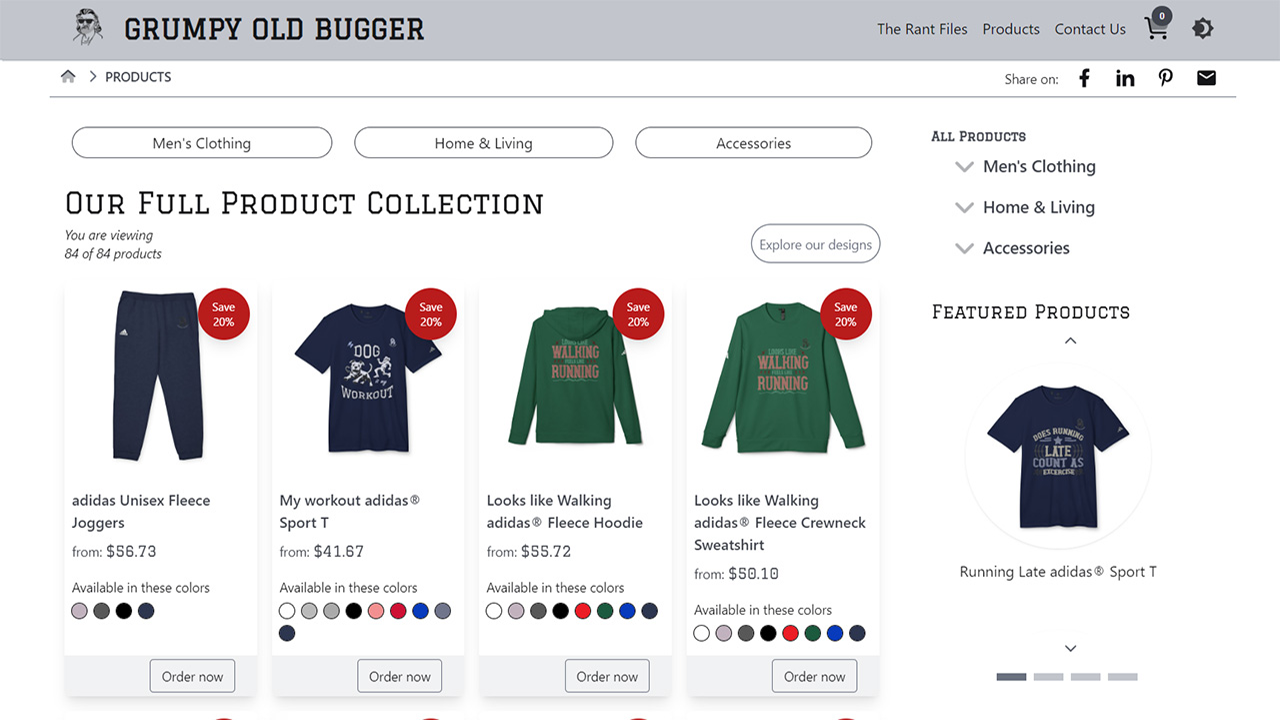 GRUMPY OLD BUGGER
The Rant Files
Products
Contact Us
0
PRODUCTS
Share on:
Men's Clothing
Home & Living
Accessories
Our Full Product Collection
You are viewing
84 of 84 products
Explore our designs
Save
20%
adidas Unisex Fleece
Joggers
from: $56.73
Available in these colors
Order now
Save
20%
DOG
WORKOUT
My workout adidas®
Sport T
from: $41.67
Available in these colors
Order now
Save
20%
LOOKS LIKE
WALKING
FEELS LIKE
RUNNING
Looks like Walking
adidas® Fleece Hoodie
from: $55.72
Available in these colors
Order now
Save
20%
LOOKS LIKE
WALKING
FEELS LIKE
RUNNING
Looks like Walking
adidas® Fleece Crewneck
Sweatshirt
from: $50.10
Available in these colors
Order now
All Products
Men's Clothing
Home & Living
Accessories
Featured Products
DOES RUNNING
LATE
COUNT AS
EXERCISE
Running Late adidas® Sport T